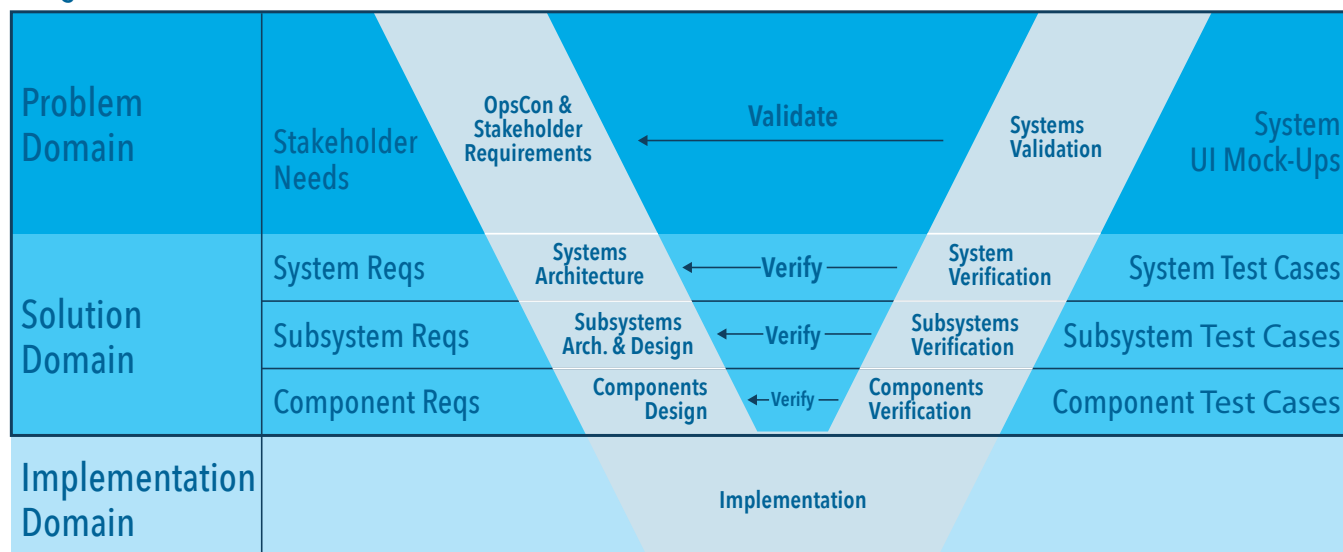 Problem
Domain
Stakeholder
Needs
OpsCon &
Stakeholder
Requirements
Validate
Systems
Validation
System
UI Mock-Ups
Solution
Domain
System Reqs
Systems
Architecture
Verify
System
Verification
System Test Cases
Subsystem Reqs
Subsystems
Arch. & Design
Verify
Subsystems
Verification
Subsystem Test Cases
Component Reqs
Components
Design
Verify
Components
Verification
Component Test Cases
Implementation
Domain
Implementation